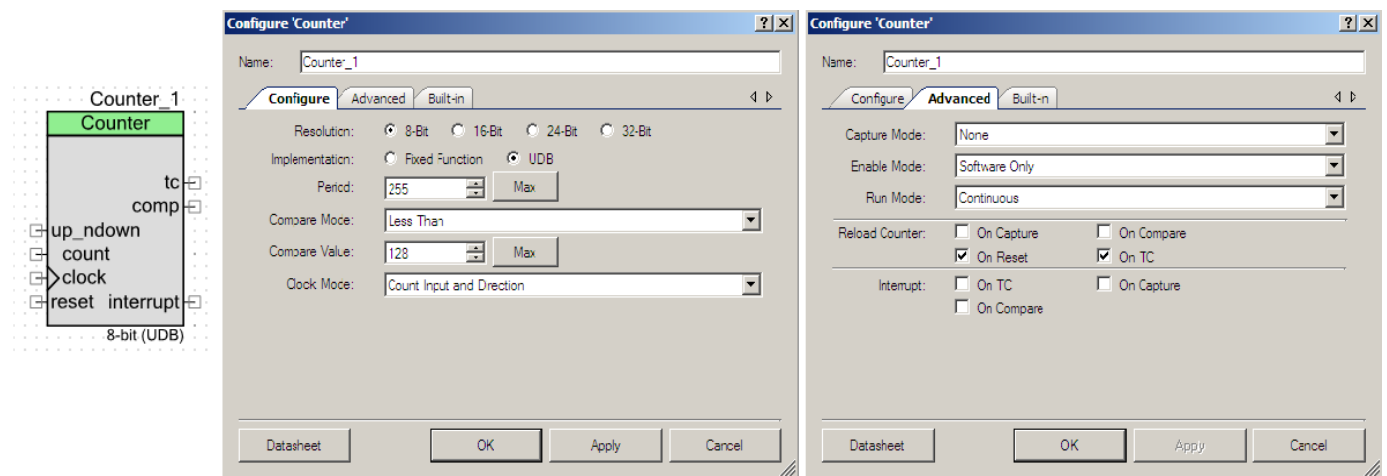 Counter_1
Counter
tc
comp
up_ndown
count
clock
reset interrupt
8-bit (UDB)
Configure 'Counter'
Name: Counter_1
Configure Advanced Built-in
Resolution: 8-Bit 16-Bit 24-Bit 32-Bit
Implementation: Fixed Function UDB
Period: 255 Max
Compare Mode: Less Than
Compare Value: 128 Max
Clock Mode: Count Input and Direction
Datasheet OK Apply Cancel
Configure 'Counter'
Name: Counter_1
Configure Advanced Built-n
Capture Mode: None
Enable Mode: Software Only
Run Mode: Continuous
Reload Counter: On Capture On Compare
On Reset On TC
Interrupt: On TC On Capture
On Compare
Datasheet OK Apply Cancel